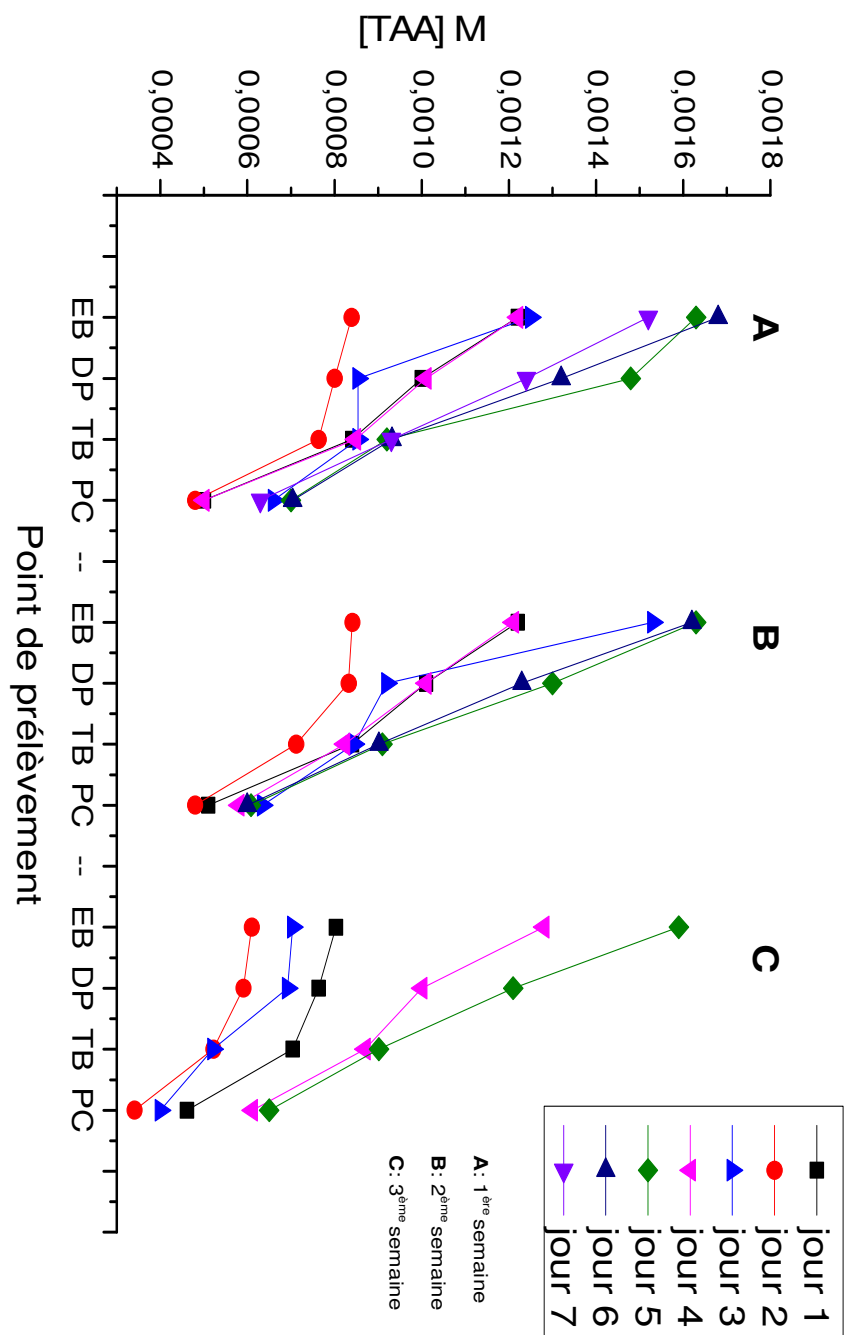 [TAA] M
0,0018
0,0016
0,0014
0,0012
0,0010
0,0008
0,0006
0,0004
A
B
C
EB DP TB PC -- EB DP TB PC -- EB DP TB PC
Point de prélèvement
jour 1
jour 2
jour 3
jour 4
jour 5
jour 6
jour 7
A: 1ère semaine
B: 2ème semaine
C: 3ème semaine